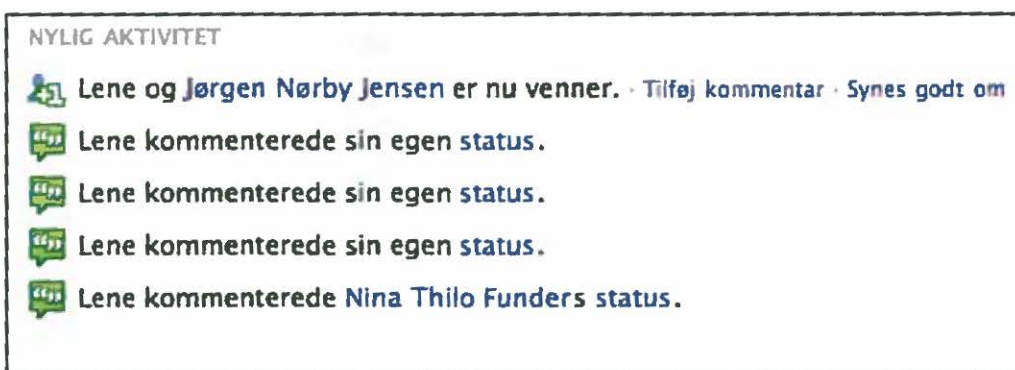 NYLIG AKTIVITET
Lene og Jørgen Nørby Jensen er nu venner. · Tilføj kommentar · Synes godt om
Lene kommenterede sin egen status.
Lene kommenterede sin egen status.
Lene kommenterede sin egen status.
Lene kommenterede Nina Thilo Funders status.